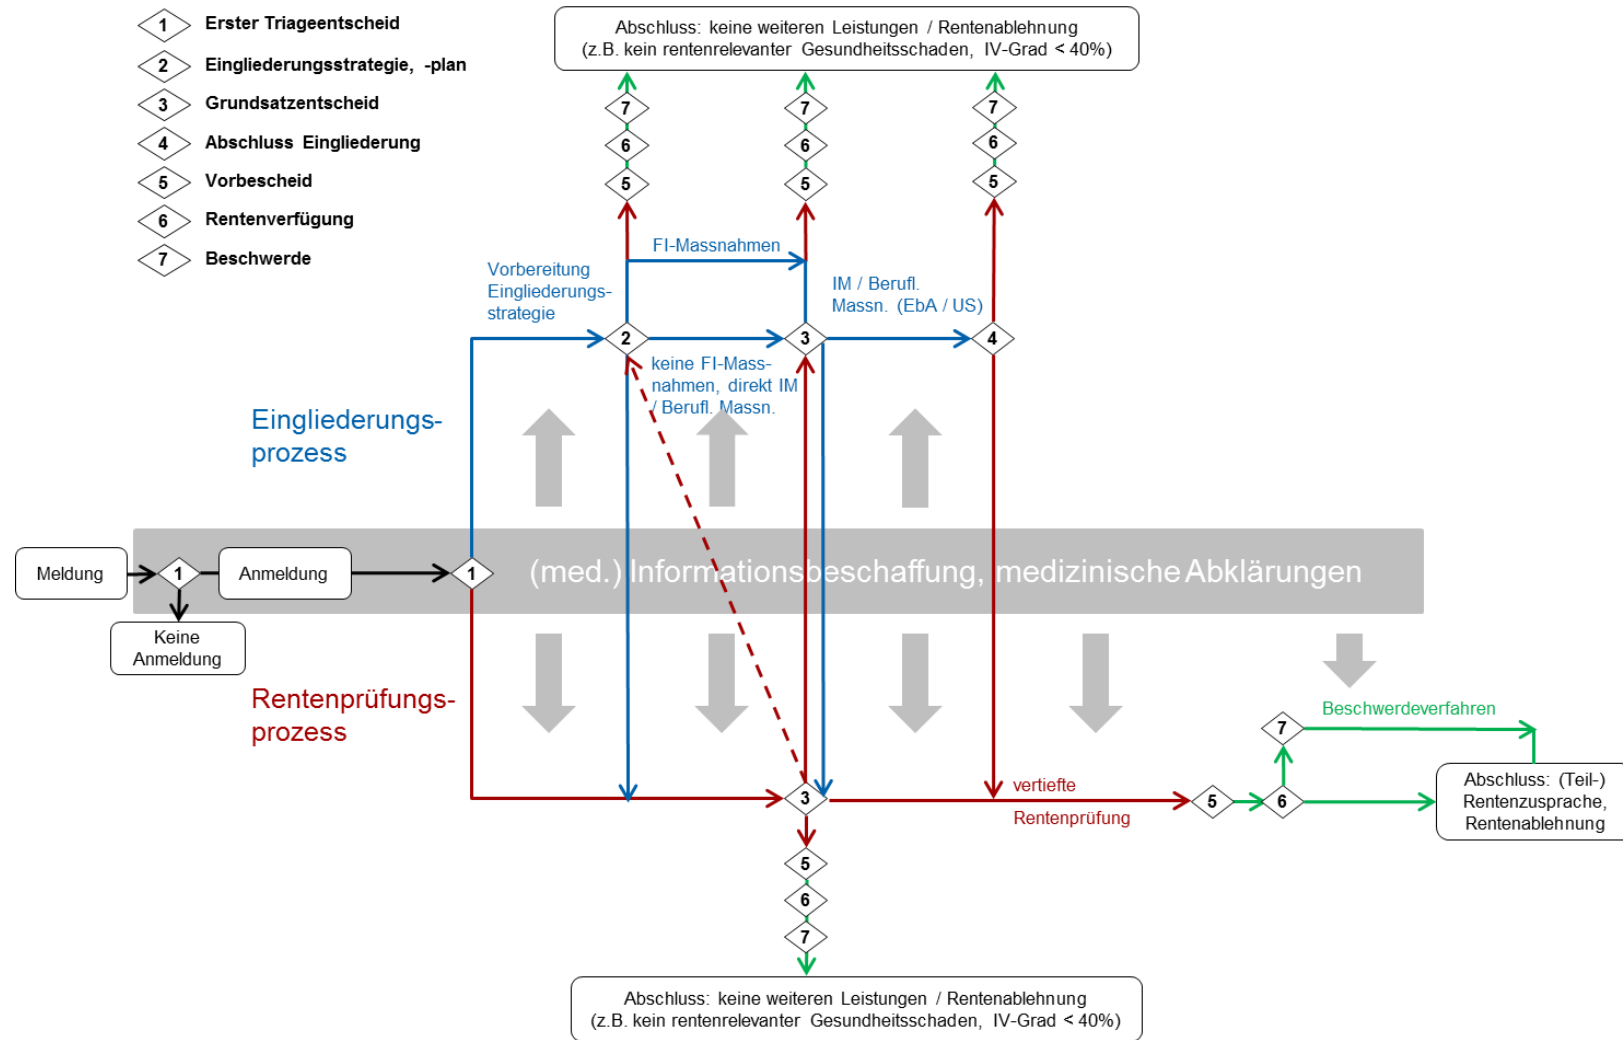 1 Erster Triageentscheid
2 Eingliederungsstrategie, -plan
3 Grundsatzentscheid
4 Abschluss Eingliederung
5 Vorbescheid
6 Rentenverfügung
7 Beschwerde
Abschluss: keine weiteren Leistungen / Rentenablehnung
(z.B. kein rentenrelevanter Gesundheitsschaden, IV-Grad < 40%)
7 7 7
6 6 6
5 5 5
FI-Massnahmen
Vorbereitung
Eingliederungs-
strategie
IM / Berufl.
Massn. (EbA / US)
2 3 4
keine FI-Mass-
nahmen, direkt IM
/ Berufl. Massn.
Eingliederungs-
prozess
Meldung
1
Anmeldung
1
(med.) Informationsbeschaffung, medizinische Abklärungen
Keine
Anmeldung
Rentenprüfungs-
prozess
Beschwerdeverfahren
7
3
vertiefte
Rentenprüfung
5
6
Abschluss: (Teil-)
Rentenzusprache,
Rentenablehnung
5
6
7
Abschluss: keine weiteren Leistungen / Rentenablehnung
(z.B. kein rentenrelevanter Gesundheitsschaden, IV-Grad < 40%)